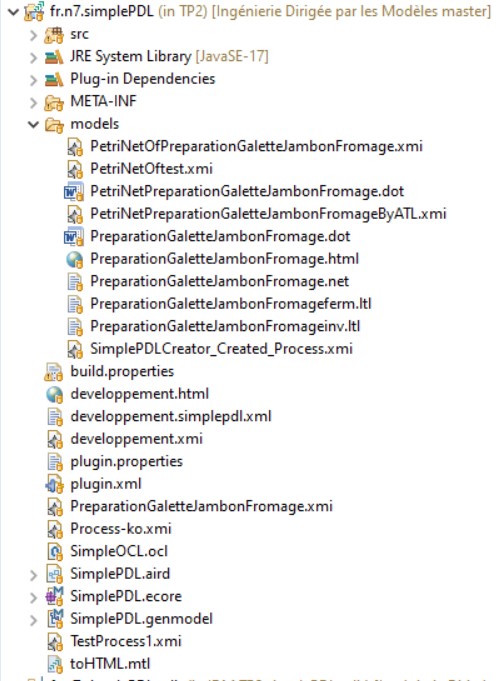 fr.n7.simplePDL (in TP2) [Ingénierie Dirigée par les Modèles master]
src
JRE System Library [JavaSE-17]
Plug-in Dependencies
META-INF
models
PetriNetOfPreparationGaletteJambonFromage.xmi
PetriNetOftest.xmi
PetriNetPreparationGaletteJambonFromage.dot
PetriNetPreparationGaletteJambonFromageByATL.xmi
PreparationGaletteJambonFromage.dot
PreparationGaletteJambonFromage.html
PreparationGaletteJambonFromage.net
PreparationGaletteJambonFromageferm.ltl
PreparationGaletteJambonFromageinv.ltl
SimplePDLCreator_Created_Process.xmi
build.properties
developpement.html
developpement.simplepdl.xml
developpement.xmi
plugin.properties
plugin.xml
PreparationGaletteJambonFromage.xmi
Process-ko.xmi
SimpleOCL.ocl
SimplePDL.aird
SimplePDL.ecore
SimplePDL.genmodel
TestProcess1.xmi
toHTML.mtl